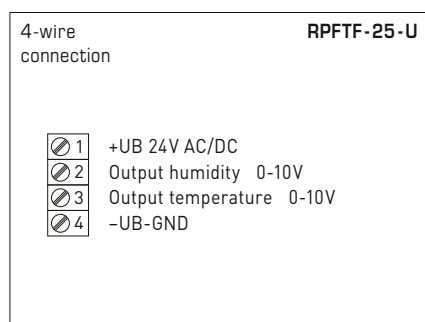 4-wire RPFTF-25-U
connection
1 +UB 24V AC/DC
2 Output humidity 0-10V
3 Output temperature 0-10V
4 –UB-GND